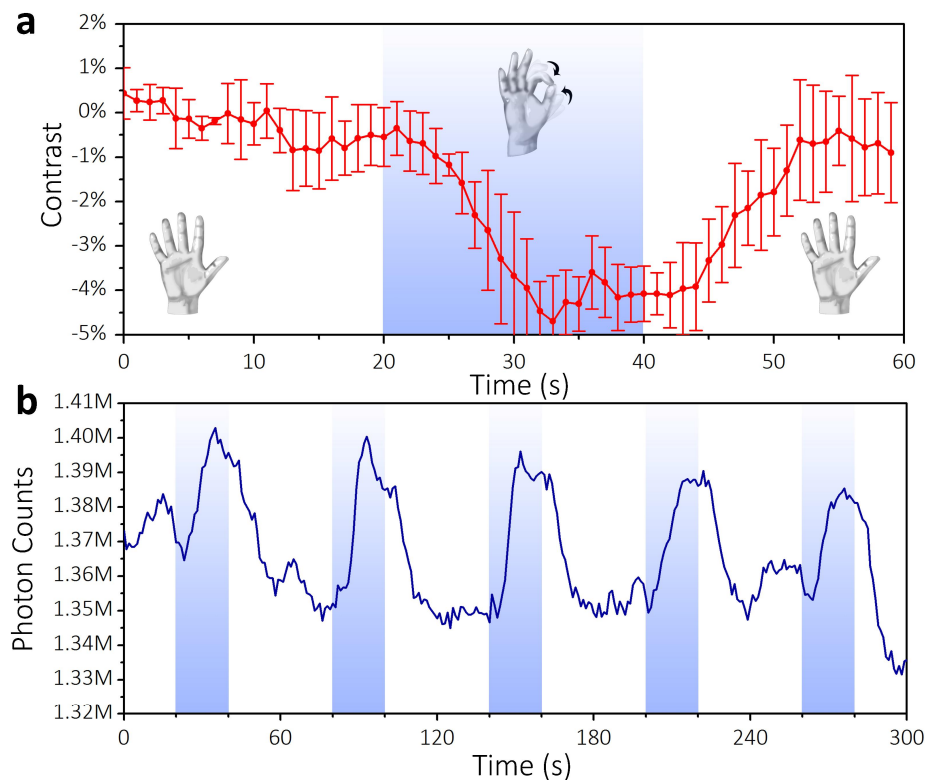 a
2%
1%
0%
-1%
-2%
-3%
-4%
-5%
Contrast
0
10
20
30
40
50
60
Time (s)
b
1.41M
1.40M
1.39M
1.38M
1.37M
1.36M
1.35M
1.34M
1.33M
1.32M
Photon Counts
0
60
120
180
240
300
Time (s)